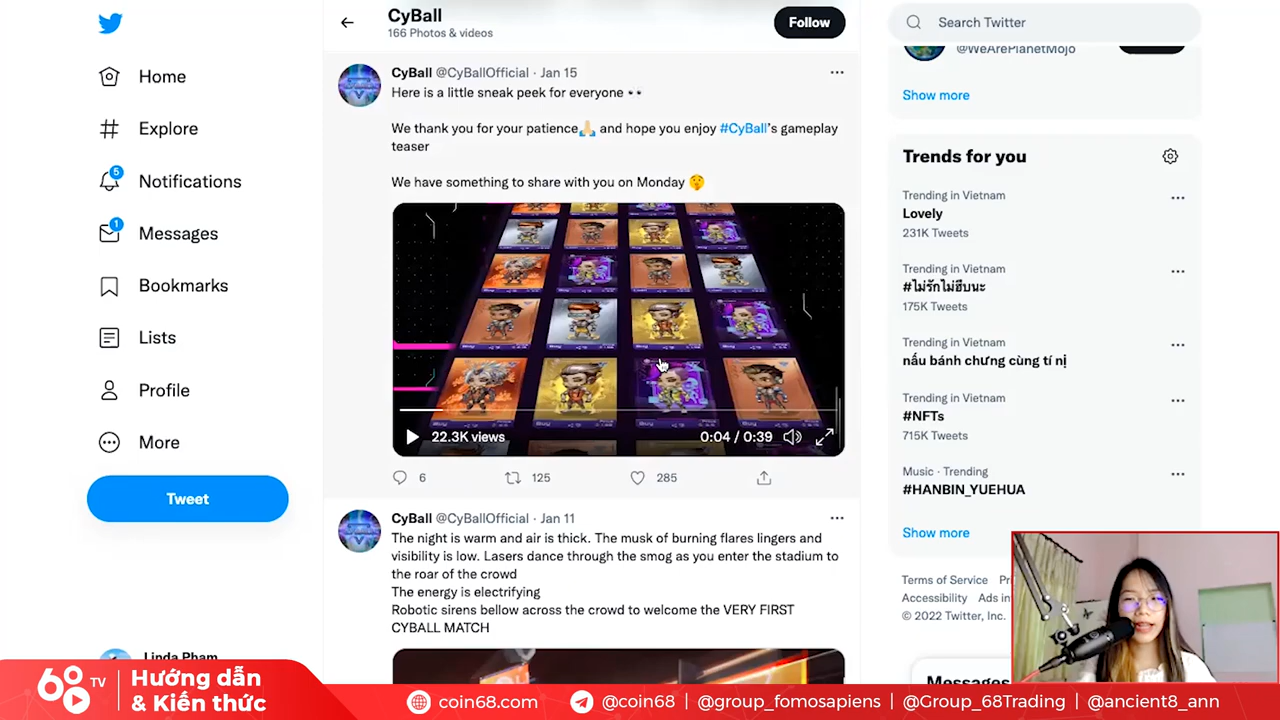 Home
Explore
5
Notifications
1
Messages
Bookmarks
Lists
Profile
More
Tweet
Linda Pham
CyBall
166 Photos & videos
Follow
CyBall @CyBallOfficial · Jan 15
Here is a little sneak peek for everyone 👀
We thank you for your patience🙏🏻 and hope you enjoy #CyBall's gameplay
teaser
We have something to share with you on Monday 🤫
22.3K views
0:04 / 0:39
6
125
285
CyBall @CyBallOfficial · Jan 11
The night is warm and air is thick. The musk of burning flares lingers and
visibility is low. Lasers dance through the smog as you enter the stadium to
the roar of the crowd
The energy is electrifying
Robotic sirens bellow across the crowd to welcome the VERY FIRST
CYBALL MATCH
Search Twitter
@WeArePlanetMojo
Show more
Trends for you
Trending in Vietnam
Lovely
231K Tweets
Trending in Vietnam
#ไม่รักไม่ฮึบนะ
175K Tweets
Trending in Vietnam
nấu bánh chưng cùng tí nị
Trending in Vietnam
#NFTs
715K Tweets
Music · Trending
#HANBIN_YUEHUA
Show more
Terms of Service
Accessibility Ads in
© 2022 Twitter, Inc.
Messages
68 TV
Hướng dẫn
& Kiến thức
coin68.com
@coin68 | @group_fomosapiens | @Group_68Trading | @ancient8_ann